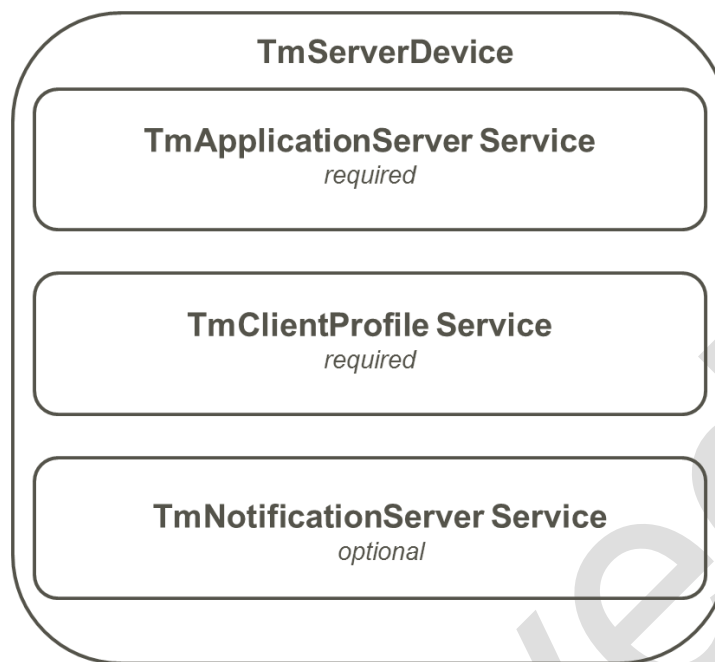 TmServerDevice
TmApplicationServer Service
required
TmClientProfile Service
required
TmNotificationServer Service
optional